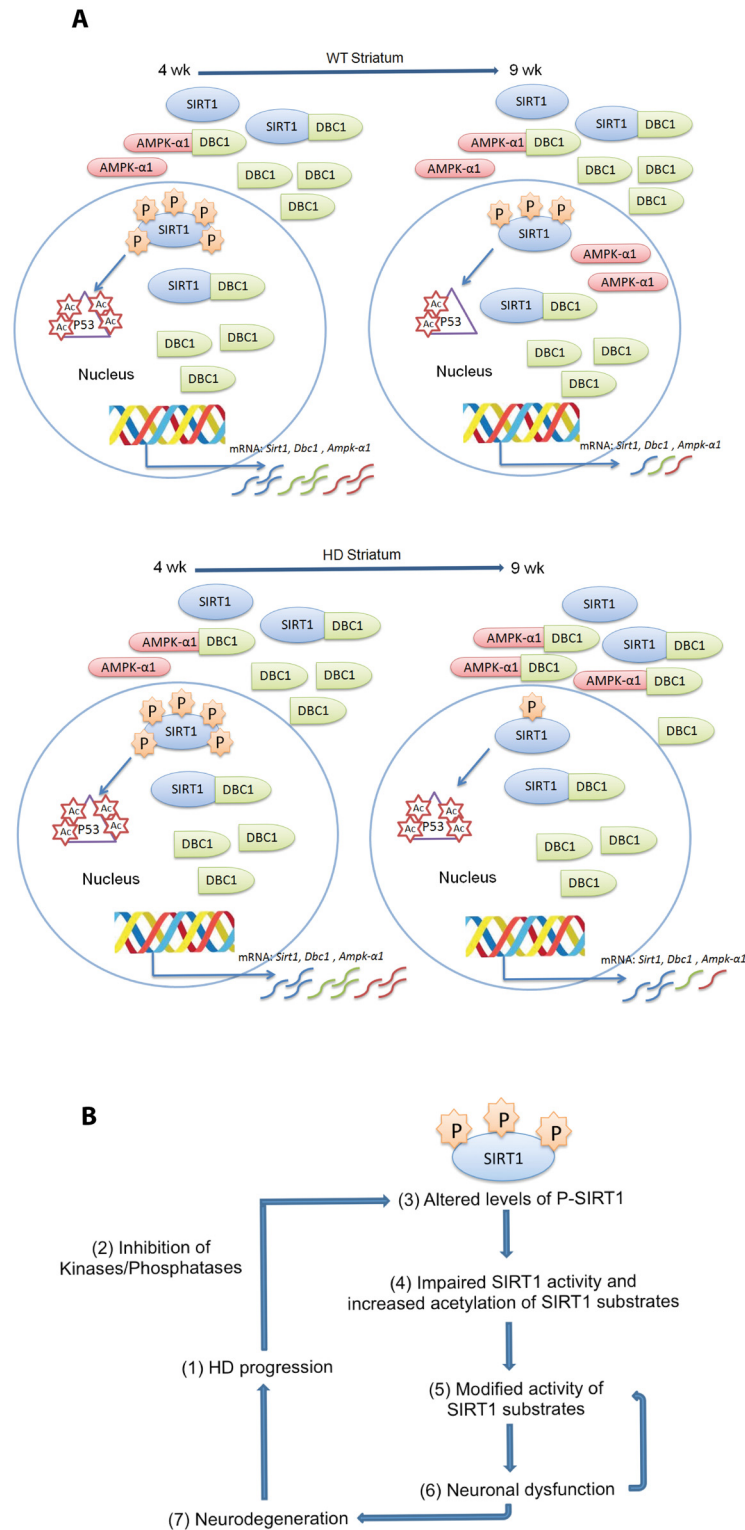 A
WT Striatum
4 wk
9 wk
SIRT1
SIRT1
DBC1
AMPK-α1
DBC1
AMPK-α1
DBC1
DBC1
DBC1
P
P
P
P
P
SIRT1
SIRT1
DBC1
Ac
Ac
Ac
P53
Ac
DBC1
DBC1
DBC1
Nucleus
mRNA: Sirt1, Dbc1 , Ampk-α1
SIRT1
SIRT1
DBC1
AMPK-α1
DBC1
AMPK-α1
DBC1
DBC1
DBC1
P
P
P
SIRT1
AMPK-α1
AMPK-α1
SIRT1
DBC1
Ac
Ac
P53
DBC1
DBC1
DBC1
Nucleus
mRNA: Sirt1, Dbc1 , Ampk-α1
HD Striatum
4 wk
9 wk
SIRT1
SIRT1
DBC1
AMPK-α1
DBC1
AMPK-α1
DBC1
DBC1
DBC1
P
P
P
P
P
SIRT1
SIRT1
DBC1
Ac
Ac
Ac
P53
Ac
DBC1
DBC1
DBC1
Nucleus
mRNA: Sirt1, Dbc1 , Ampk-α1
SIRT1
AMPK-α1
DBC1
SIRT1
DBC1
AMPK-α1
DBC1
AMPK-α1
DBC1
DBC1
P
SIRT1
SIRT1
DBC1
Ac
Ac
Ac
P53
Ac
DBC1
DBC1
DBC1
Nucleus
mRNA: Sirt1, Dbc1 , Ampk-α1
B
P
P
P
SIRT1
(3) Altered levels of P-SIRT1
(2) Inhibition of
Kinases/Phosphatases
(4) Impaired SIRT1 activity and
increased acetylation of SIRT1 substrates
(1) HD progression
(5) Modified activity of
SIRT1 substrates
(6) Neuronal dysfunction
(7) Neurodegeneration